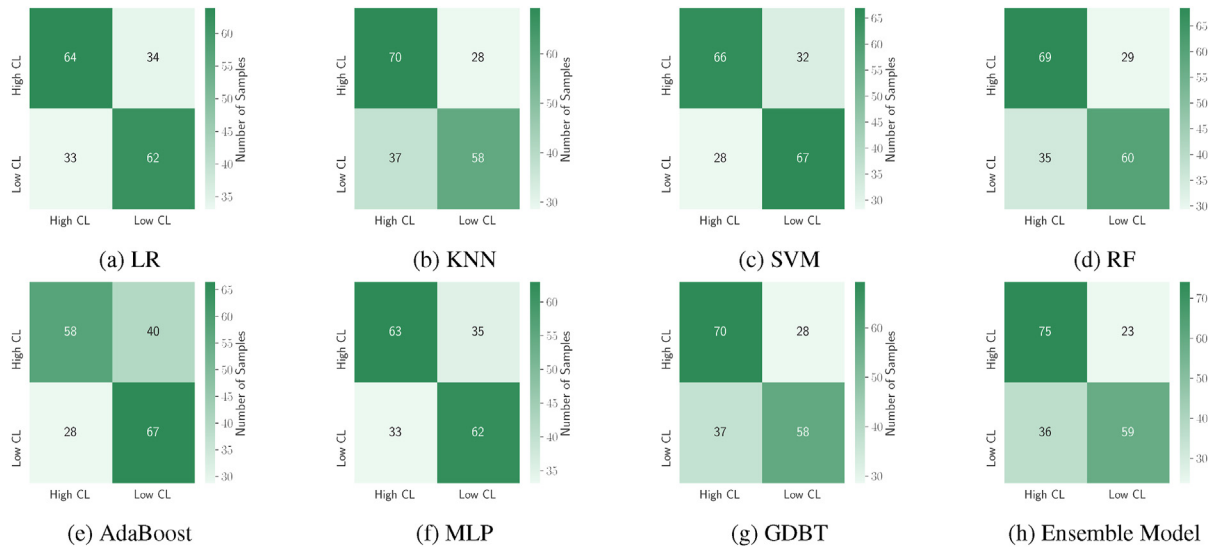 High CL
Low CL
64 34
33 62
High CL Low CL
60
55
50
45
40
35
Number of Samples
(a) LR
High CL
Low CL
70 28
37 58
High CL Low CL
60
50
40
30
Number of Samples
(b) KNN
High CL
Low CL
66 32
28 67
High CL Low CL
65
60
55
50
45
40
35
30
Number of Samples
(c) SVM
High CL
Low CL
69 29
35 60
High CL Low CL
65
60
55
50
45
40
35
30
(d) RF
High CL
Low CL
58 40
28 67
High CL Low CL
65
60
55
50
45
40
35
30
Number of Samples
(e) AdaBoost
High CL
Low CL
63 35
33 62
High CL Low CL
60
55
50
45
40
35
Number of Samples
(f) MLP
High CL
Low CL
70 28
37 58
High CL Low CL
60
50
40
30
Number of Samples
(g) GDBT
High CL
Low CL
75 23
36 59
High CL Low CL
70
60
50
40
30
(h) Ensemble Model